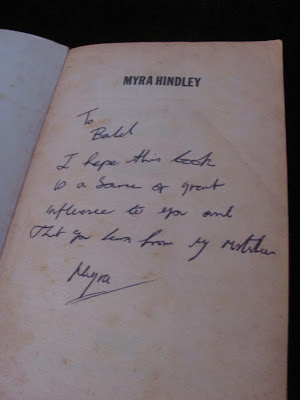 MYRA HINDLEY
To
Bald
I hope this book
is a source of great
influence to you and
that you learn from my mistakes
Myra